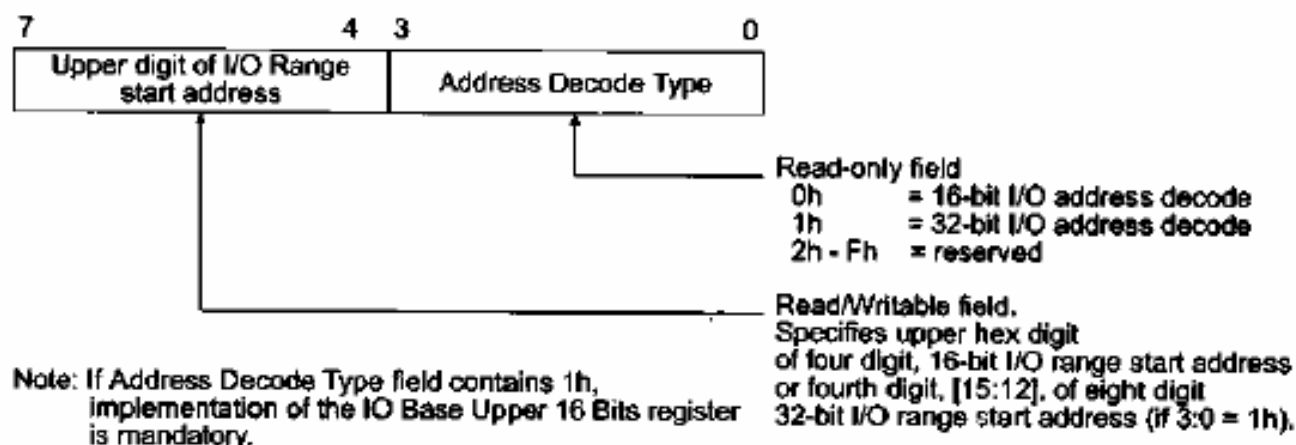 7 4 3 0
Upper digit of I/O Range
start address
Address Decode Type
Read-only field
0h = 16-bit I/O address decode
1h = 32-bit I/O address decode
2h - Fh = reserved
Read/Writable field.
Specifies upper hex digit
of four digit, 16-bit I/O range start address
or fourth digit, [15:12], of eight digit
32-bit I/O range start address (if 3:0 = 1h).
Note: If Address Decode Type field contains 1h,
implementation of the IO Base Upper 16 Bits register
is mandatory.